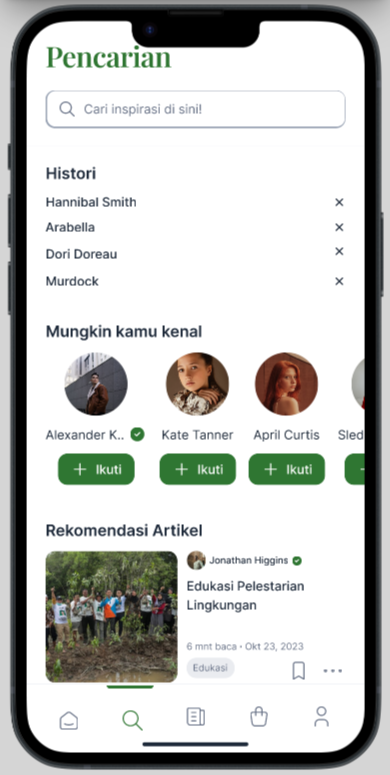 Pencarian
Cari inspirasi di sini!
Histori
Hannibal Smith ×
Arabella ×
Dori Doreau ×
Murdock ×
Mungkin kamu kenal
Alexander K.. Kate Tanner April Curtis Sled
+ Ikuti + Ikuti + Ikuti +
Rekomendasi Artikel
Jonathan Higgins
Edukasi Pelestarian
Lingkungan
6 mnt baca • Okt 23, 2023
Edukasi